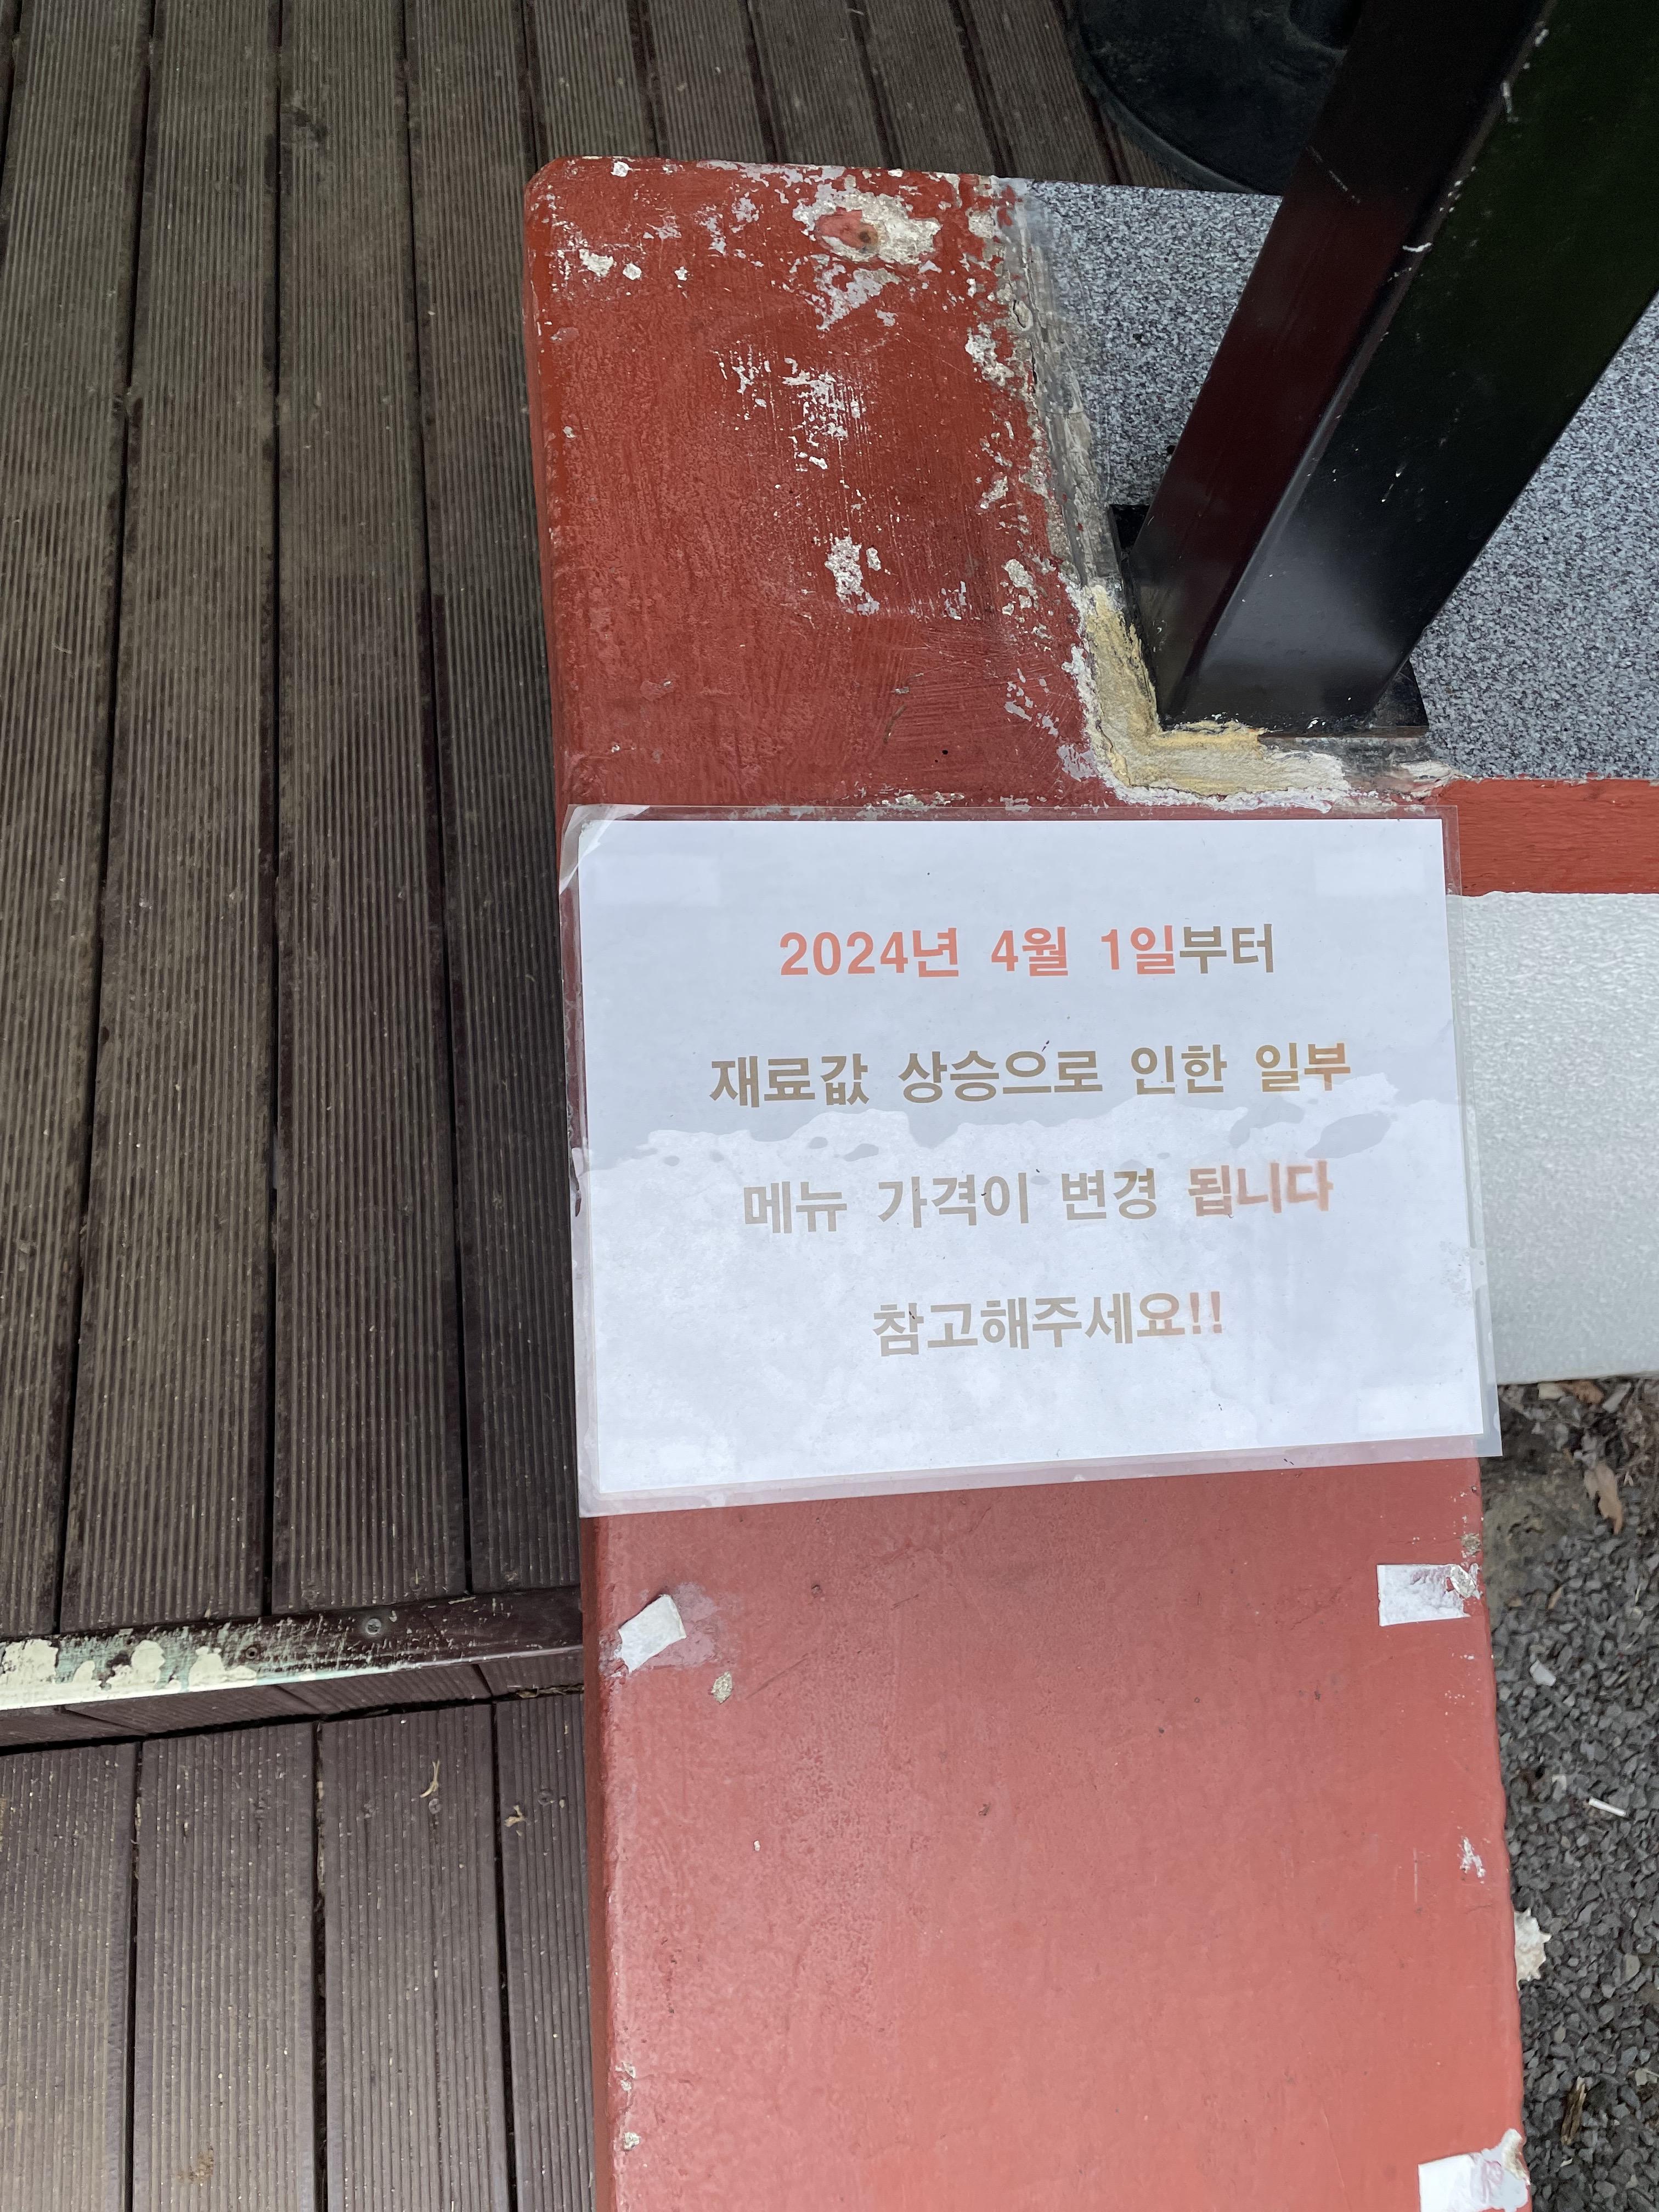 2024년 4월 1일부터
재료값 상승으로 인한 일부
메뉴 가격이 변경 됩니다
참고해주세요!!